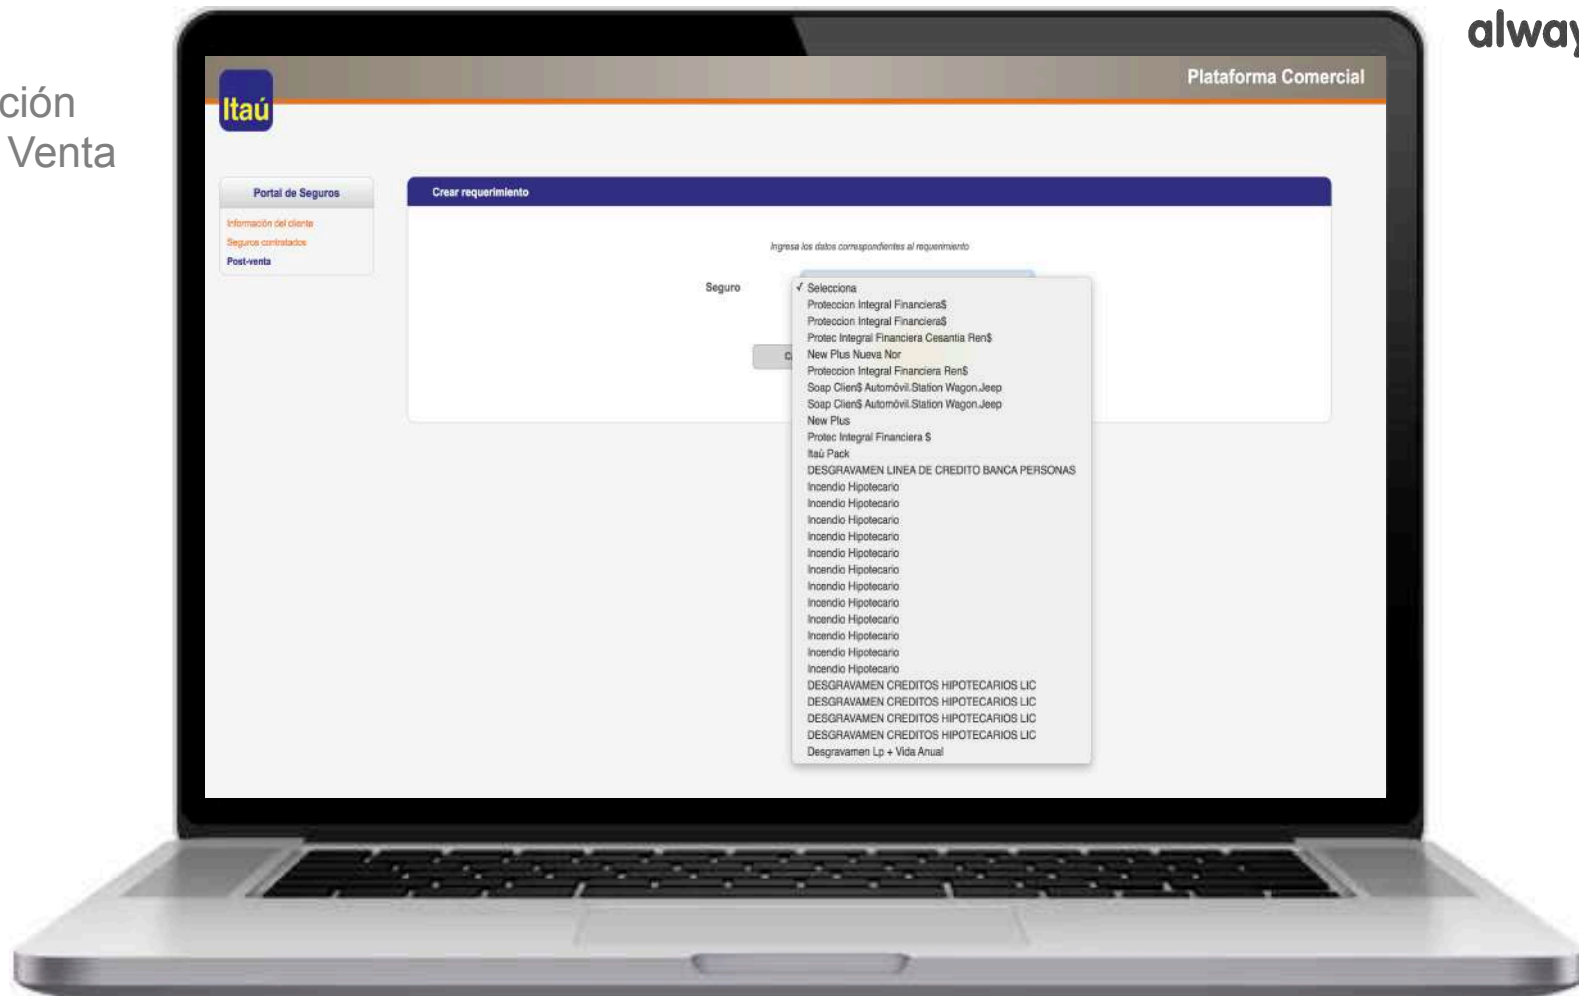 ción
Venta
alway
Itaú
Plataforma Comercial
Portal de Seguros
Información del cliente
Seguros contratados
Post-venta
Crear requerimiento
Ingresa los datos correspondientes al requerimiento
Seguro
✓ Selecciona
Proteccion Integral Financiera$
Proteccion Integral Financiera$
Protec Integral Financiera Cesantia Ren$
New Plus Nueva Nor
Proteccion Integral Financiera Ren$
Soap Clien$ Automóvil.Station Wagon.Jeep
Soap Clien$ Automóvil.Station Wagon.Jeep
New Plus
Protec Integral Financiera $
Itaú Pack
DESGRAVAMEN LINEA DE CREDITO BANCA PERSONAS
Incendio Hipotecario
Incendio Hipotecario
Incendio Hipotecario
Incendio Hipotecario
Incendio Hipotecario
Incendio Hipotecario
Incendio Hipotecario
Incendio Hipotecario
Incendio Hipotecario
Incendio Hipotecario
Incendio Hipotecario
Incendio Hipotecario
DESGRAVAMEN CREDITOS HIPOTECARIOS LIC
DESGRAVAMEN CREDITOS HIPOTECARIOS LIC
DESGRAVAMEN CREDITOS HIPOTECARIOS LIC
DESGRAVAMEN CREDITOS HIPOTECARIOS LIC
Desgravamen Lp + Vida Anual